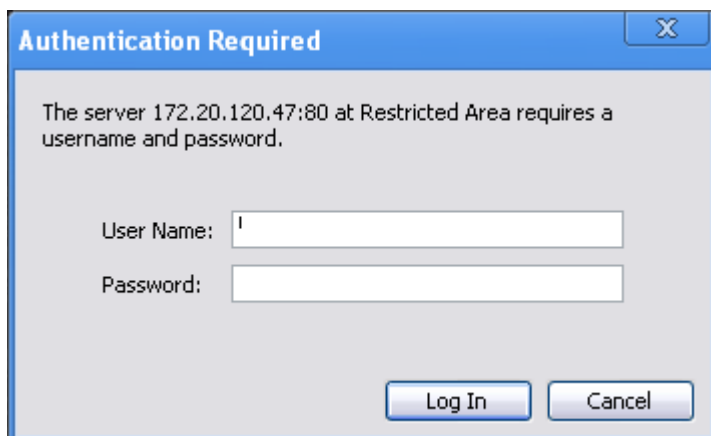 Authentication Required
X
The server 172.20.120.47:80 at Restricted Area requires a
username and password.
User Name:
Password:
Log In Cancel